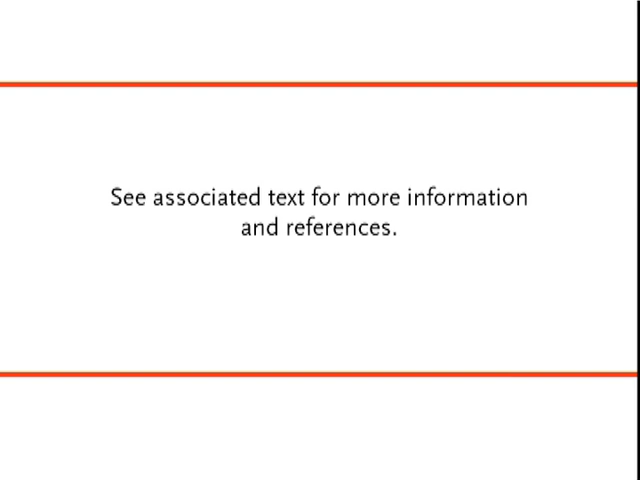 See associated text for more information
and references.